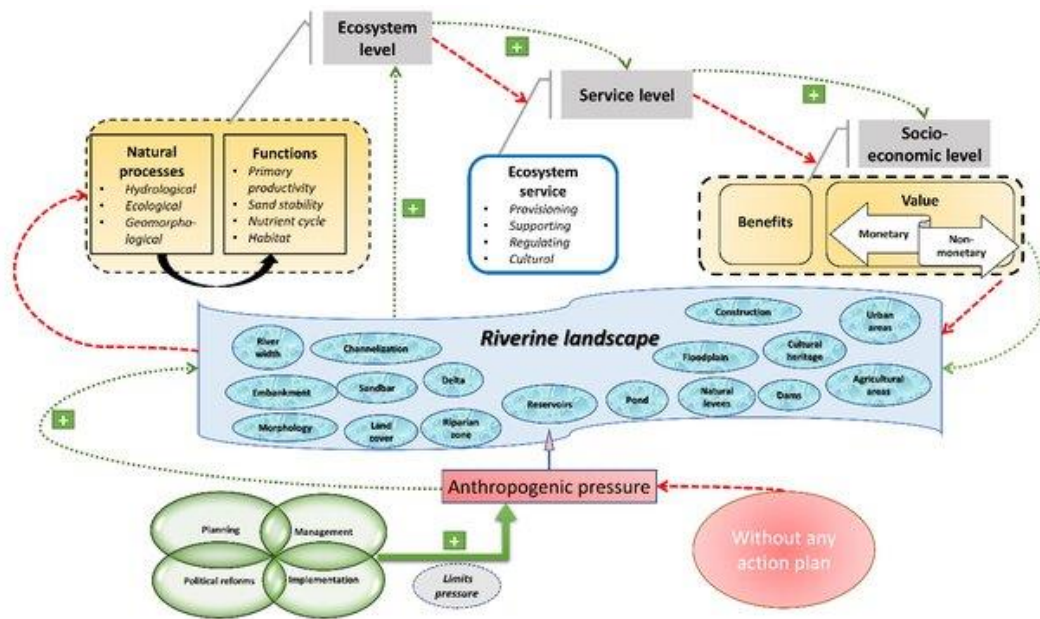 Ecosystem
level
+
Service level
+
Socio-
economic level
Natural
processes
• Hydrological
• Ecological
• Geomorpho-
logical
Functions
• Primary
productivity
• Sand stability
• Nutrient cycle
• Habitat
+
Ecosystem
service
• Provisioning
• Supporting
• Regulating
• Cultural
Benefits
Value
Monetary
Non-
monetary
Riverine landscape
River
width
Channelization
Embankment
Sandbar
Delta
Morphology
Land
cover
Riparian
zone
Reservoirs
Construction
Urban
areas
Floodplain
Cultural
heritage
Pond
Natural
levees
Dams
Agricultural
areas
+
Anthropogenic pressure
Planning
Management
Political reforms
Implementation
+
Limits
pressure
Without any
action plan